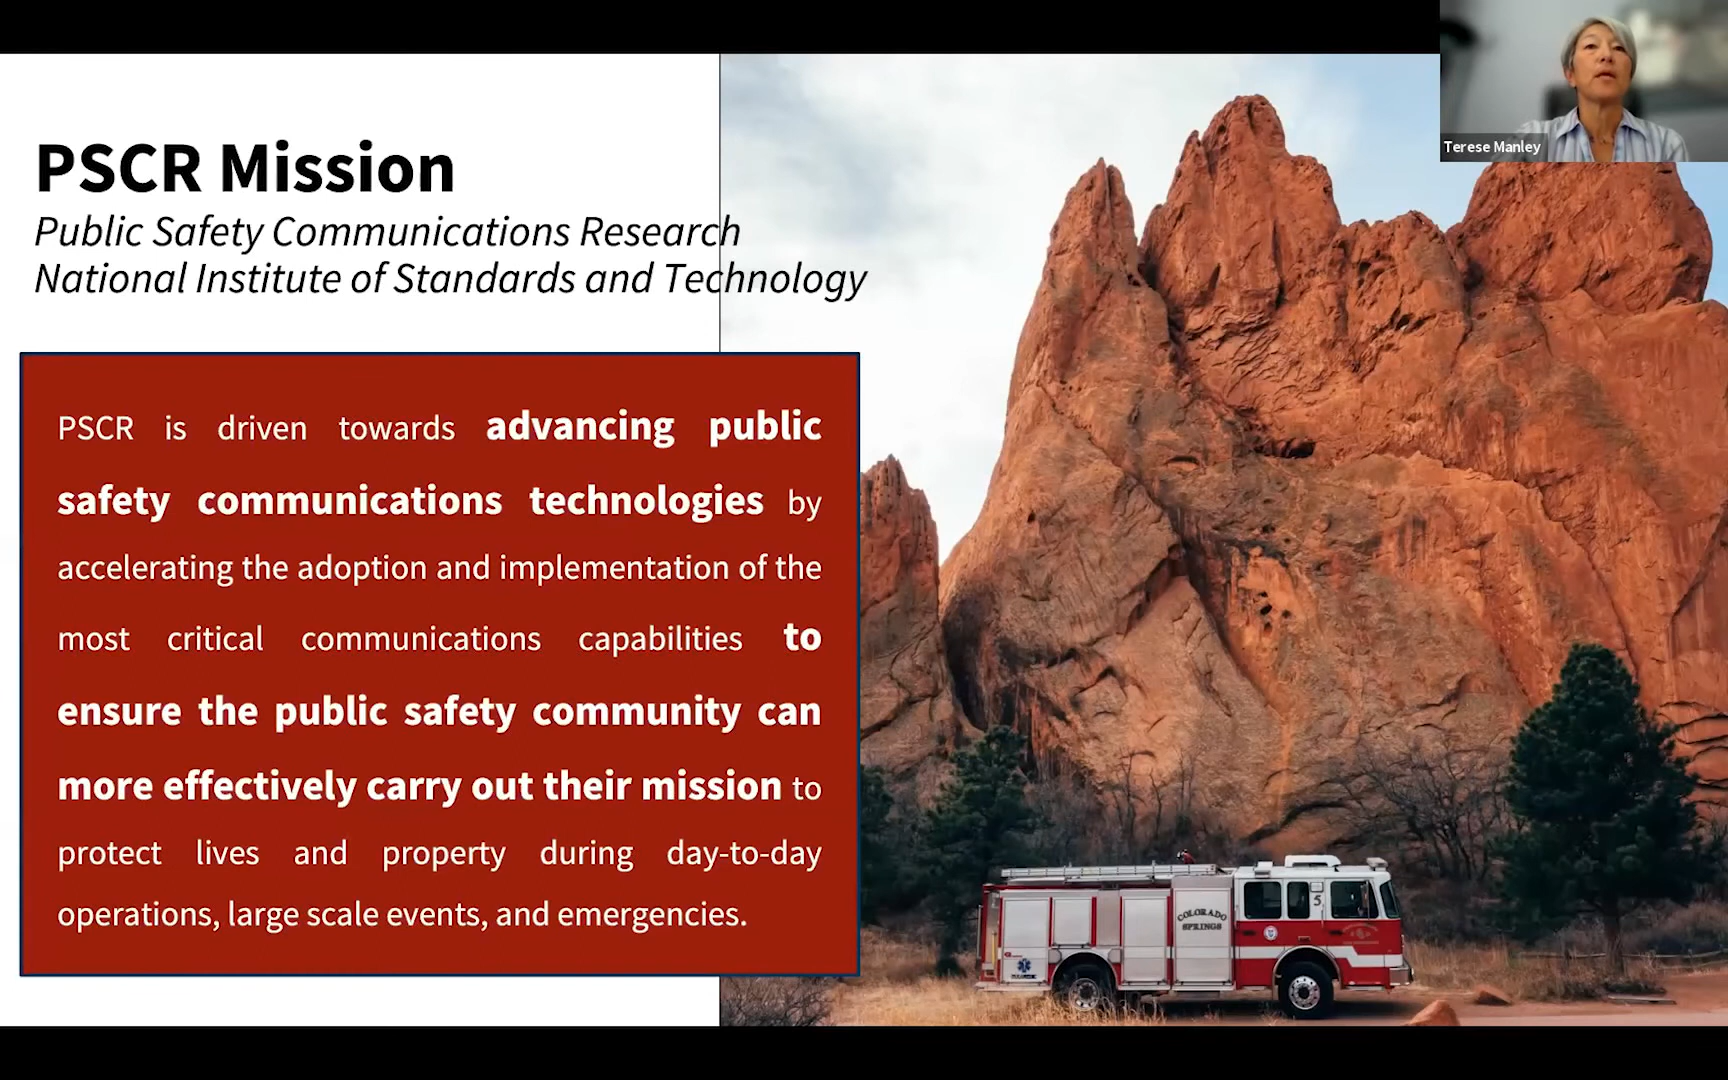 Terese Manley
PSCR Mission
Public Safety Communications Research
National Institute of Standards and Technology
PSCR is driven towards advancing public
safety communications technologies by
accelerating the adoption and implementation of the
most critical communications capabilities to
ensure the public safety community can
more effectively carry out their mission to
protect lives and property during day-to-day
operations, large scale events, and emergencies.
COLORADO
SPRINGS
5